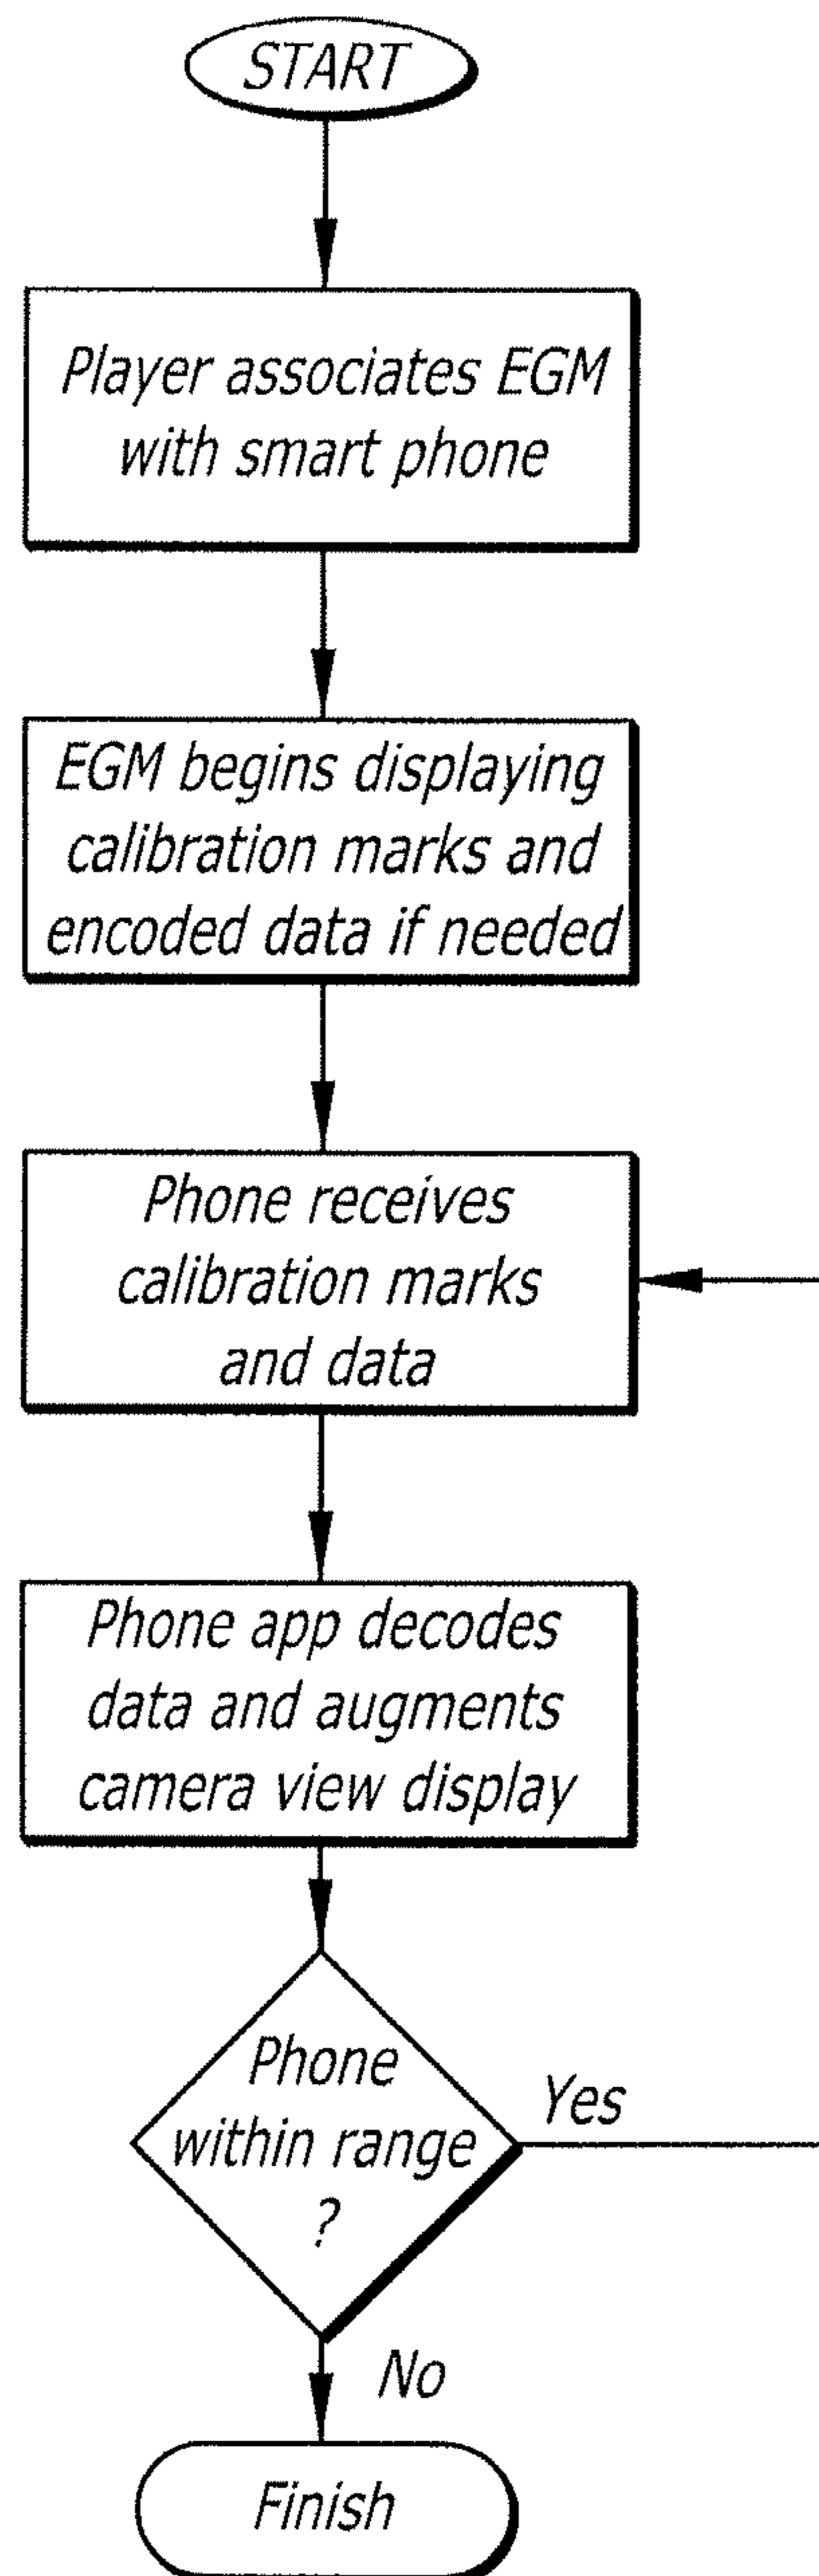 START
Player associates EGM
with smart phone
EGM begins displaying
calibration marks and
encoded data if needed
Phone receives
calibration marks
and data
Phone app decodes
data and augments
camera view display
Phone
within range
?
Yes
No
Finish